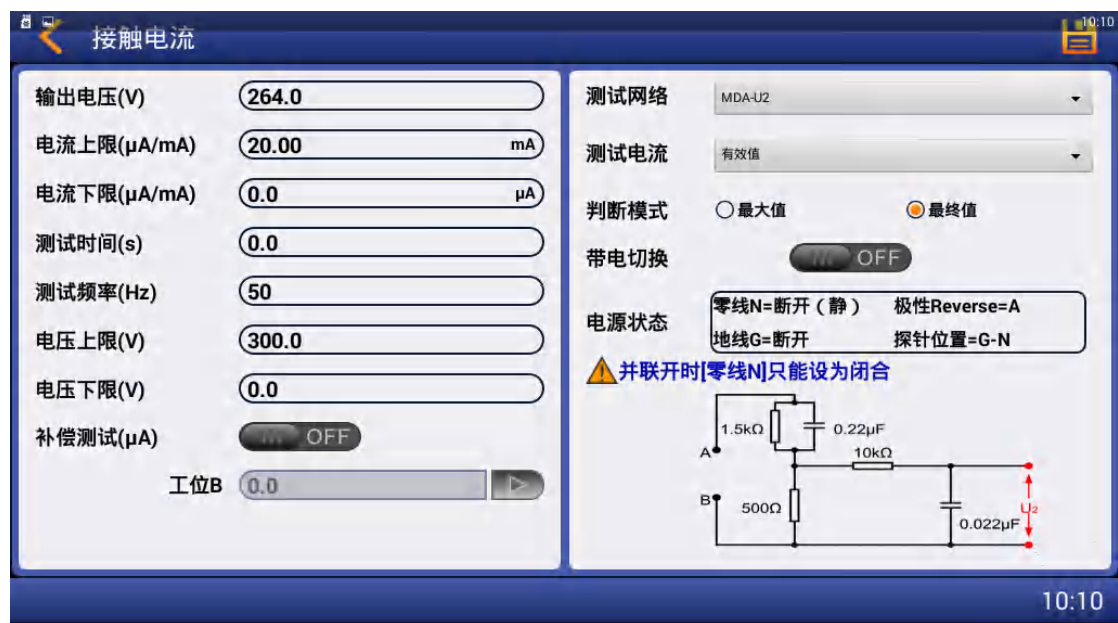 10:10
接触电流
输出电压(V) 264.0
电流上限(μA/mA) 20.00 mA
电流下限(μA/mA) 0.0 μA
测试时间(s) 0.0
测试频率(Hz) 50
电压上限(V) 300.0
电压下限(V) 0.0
补偿测试(μA) OFF
工位B 0.0
测试网络 MDA-U2
测试电流 有效值
判断模式 最大值 最终值
带电切换 OFF
电源状态
零线N=断开（静） 极性Reverse=A
地线G=断开 探针位置=G-N
并联开时[零线N]只能设为闭合
1.5kΩ 0.22μF
A 10kΩ
B 500Ω
0.022μF U2
10:10